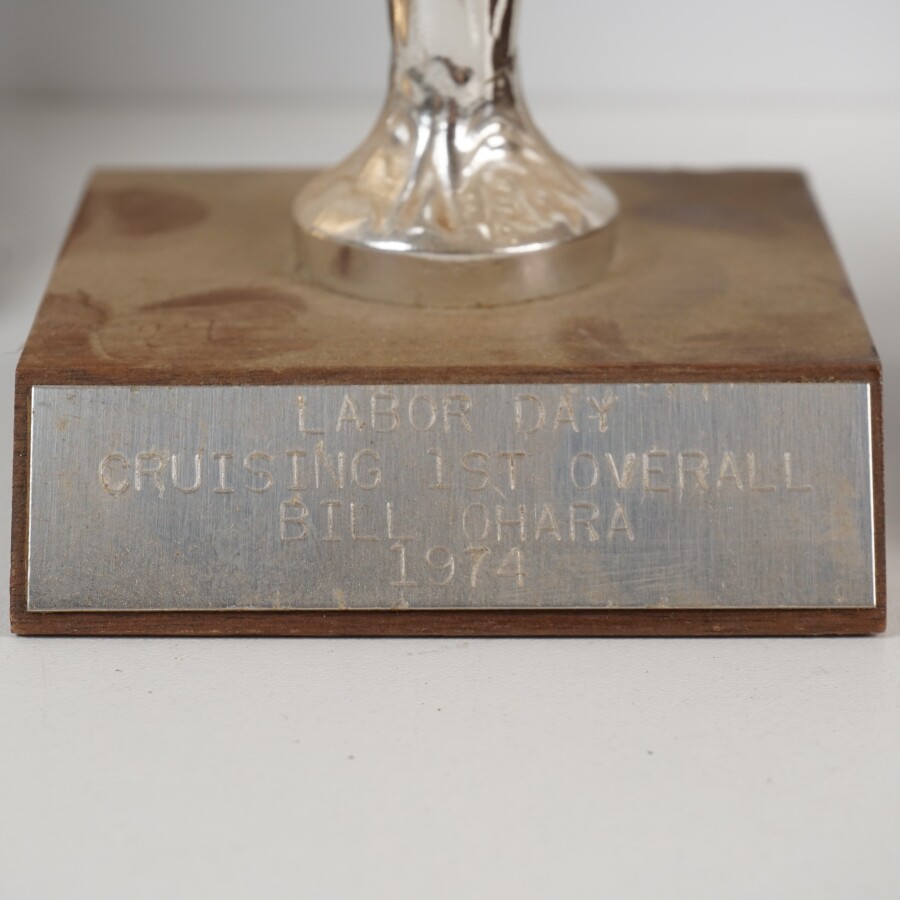 LABOR DAY
CRUISING 1ST OVERALL
BILL OHARA
1974